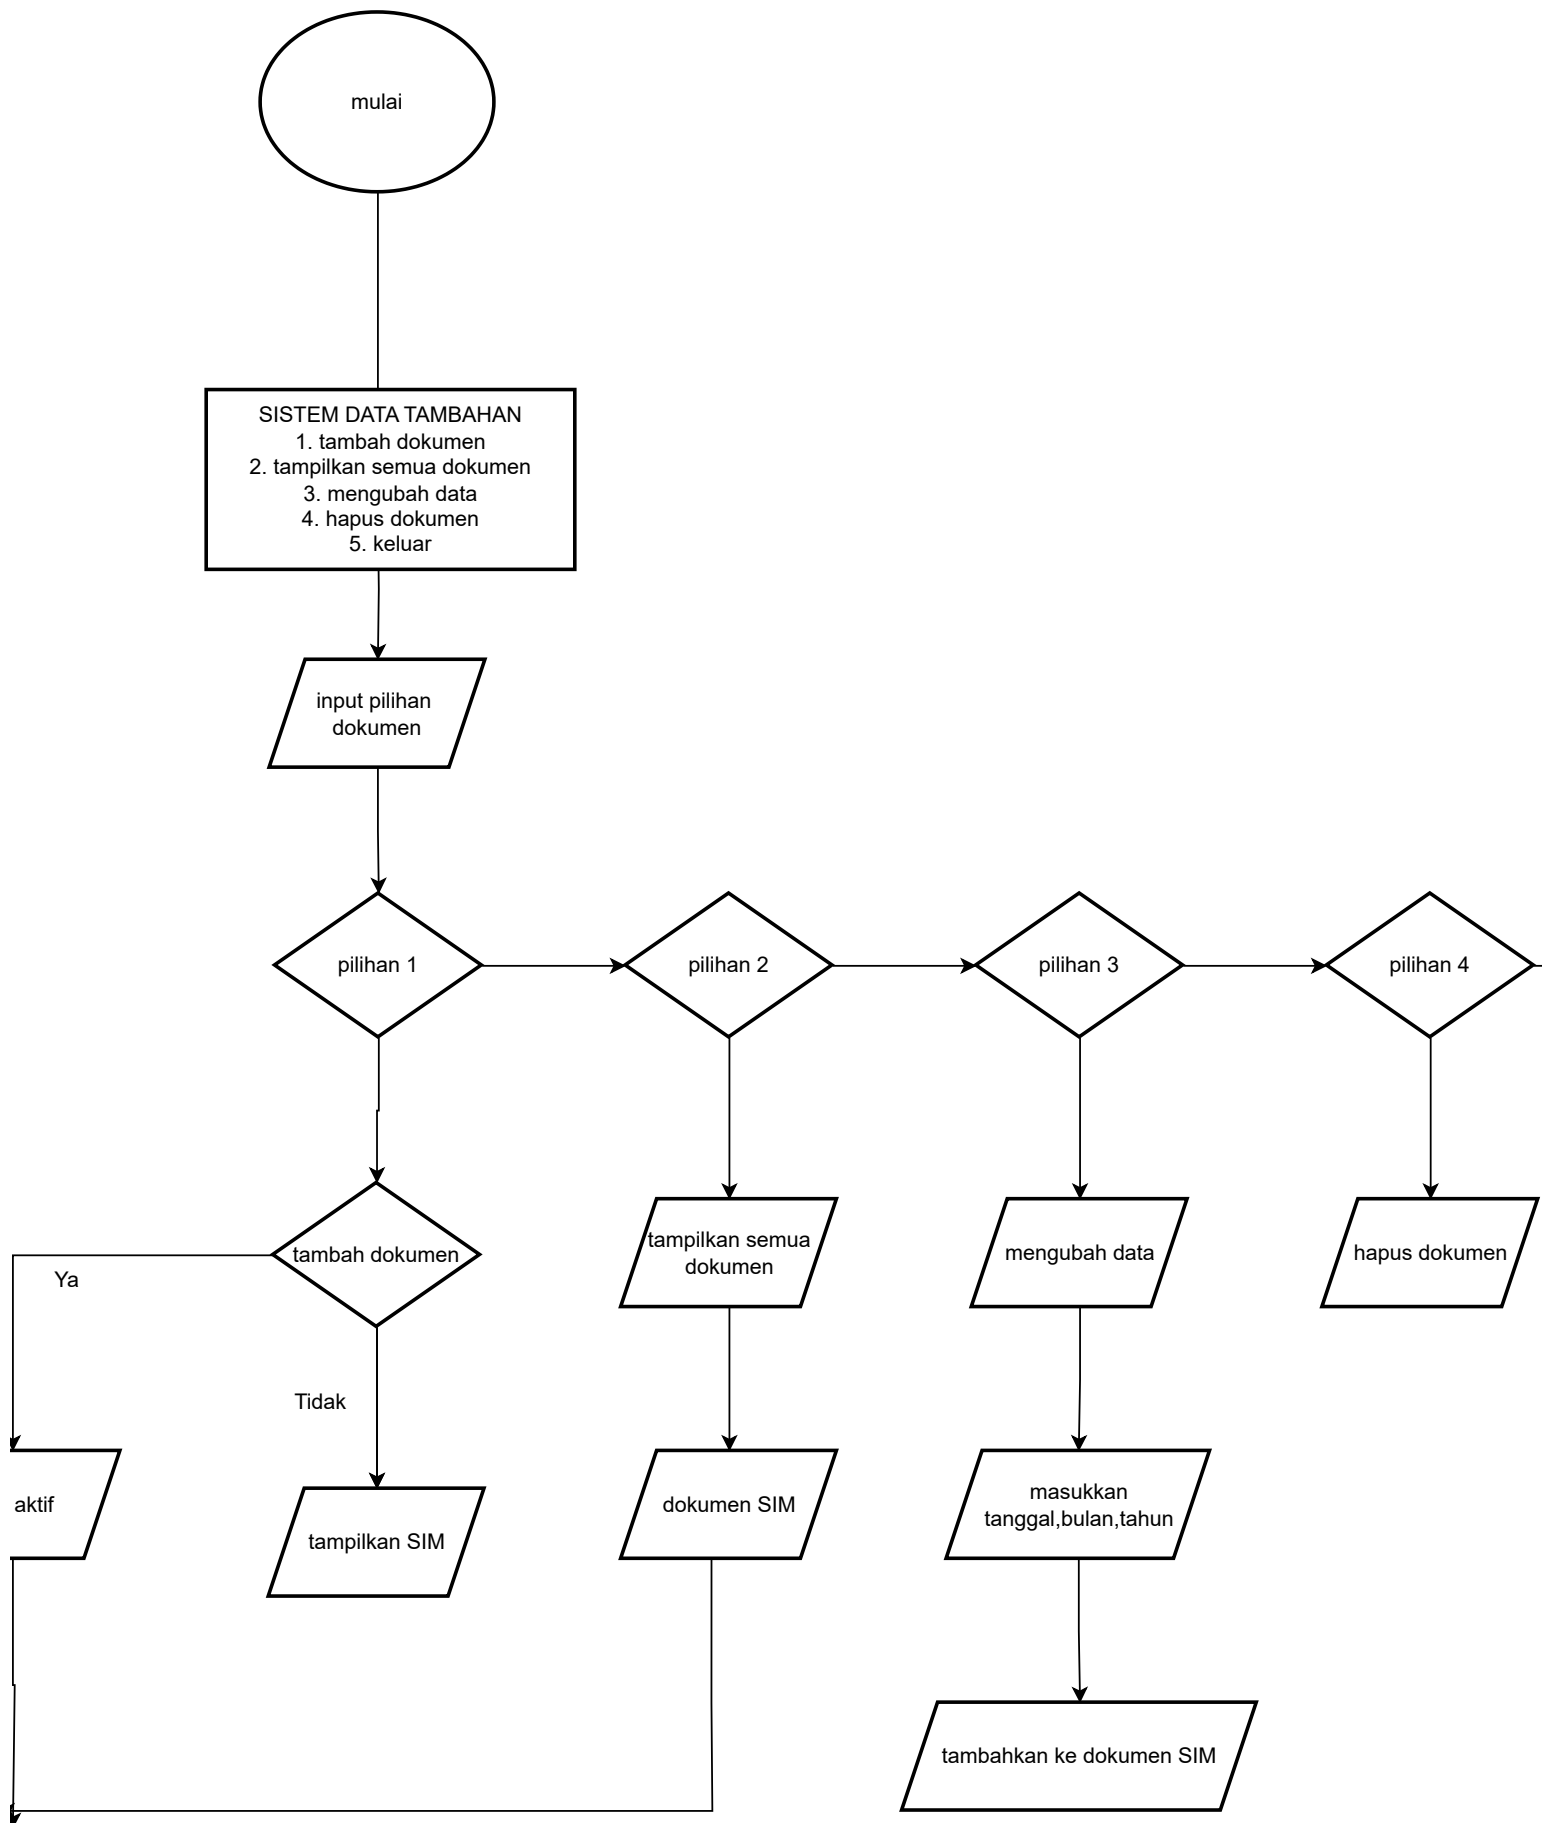 mulai
SISTEM DATA TAMBAHAN
1. tambah dokumen
2. tampilkan semua dokumen
3. mengubah data
4. hapus dokumen
5. keluar
input pilihan
dokumen
pilihan 1
pilihan 2
pilihan 3
pilihan 4
tambah dokumen
tampilkan semua
dokumen
mengubah data
hapus dokumen
Ya
Tidak
aktif
tampilkan SIM
dokumen SIM
masukkan
tanggal,bulan,tahun
tambahkan ke dokumen SIM